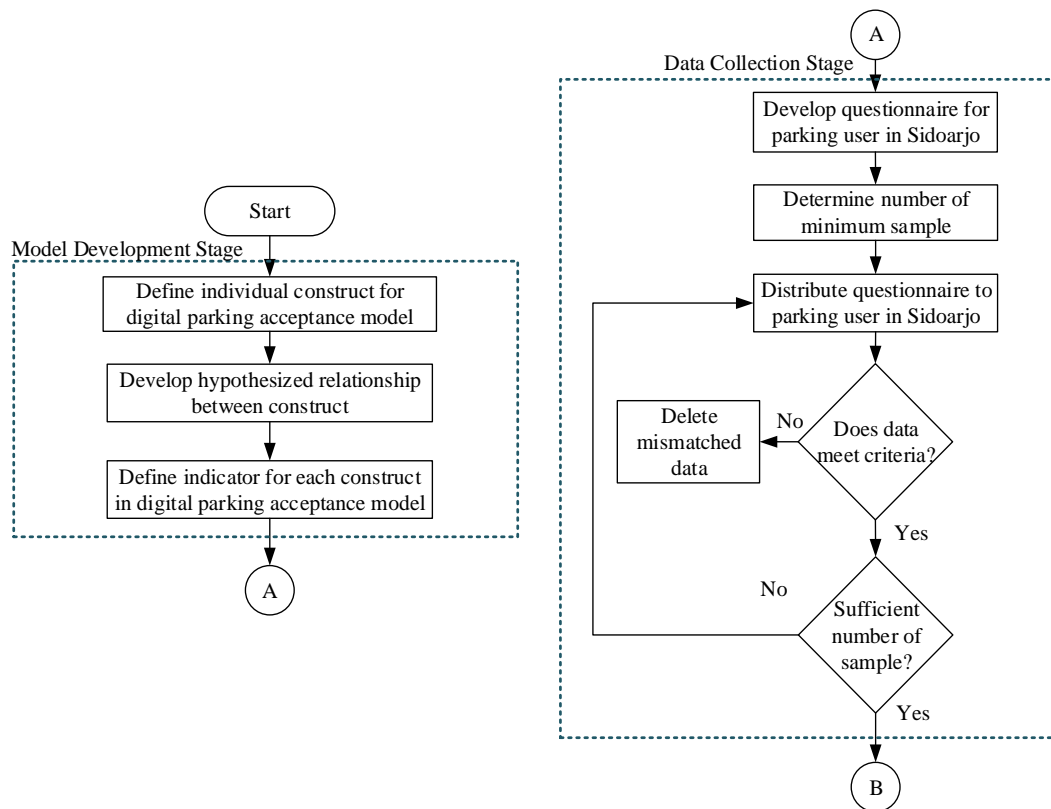 Start
Model Development Stage
Define individual construct for
digital parking acceptance model
Develop hypothesized relationship
between construct
Define indicator for each construct
in digital parking acceptance model
A
A
Data Collection Stage
Develop questionnaire for
parking user in Sidoarjo
Determine number of
minimum sample
Distribute questionnaire to
parking user in Sidoarjo
Does data
meet criteria?
No
Delete
mismatched
data
Yes
Sufficient
number of
sample?
No
Yes
B